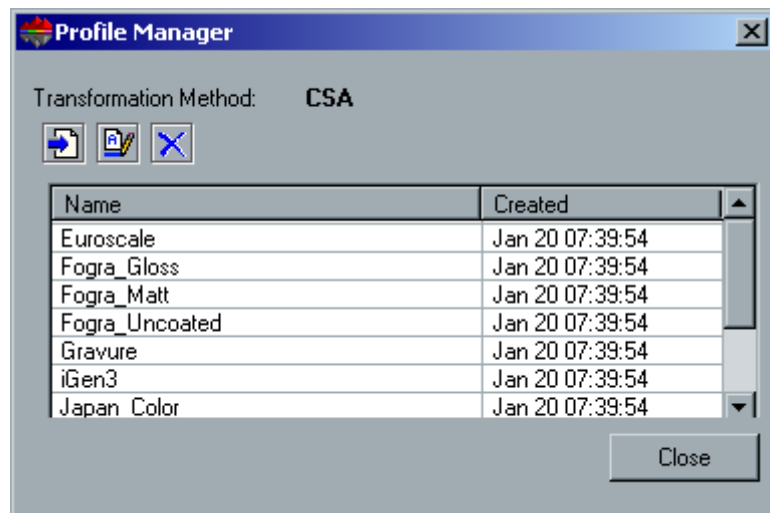 Profile Manager
Transformation Method: CSA
Name Created
Euroscale Jan 20 07:39:54
Fogra_Gloss Jan 20 07:39:54
Fogra_Matt Jan 20 07:39:54
Fogra_Uncoated Jan 20 07:39:54
Gravure Jan 20 07:39:54
iGen3 Jan 20 07:39:54
Japan_Color Jan 20 07:39:54
Close